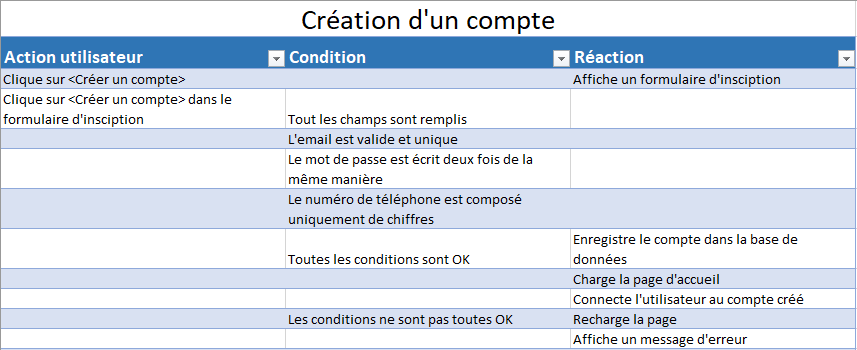 Création d'un compte
Action utilisateur Condition Réaction
Clique sur <Créer un compte> Affiche un formulaire d'insciption
Clique sur <Créer un compte> dans le
formulaire d'insciption Tout les champs sont remplis
L'email est valide et unique
Le mot de passe est écrit deux fois de la
même manière
Le numéro de téléphone est composé
uniquement de chiffres
Enregistre le compte dans la base de
Toutes les conditions sont OK données
Charge la page d'accueil
Connecte l'utilisateur au compte créé
Les conditions ne sont pas toutes OK Recharge la page
Affiche un message d'erreur